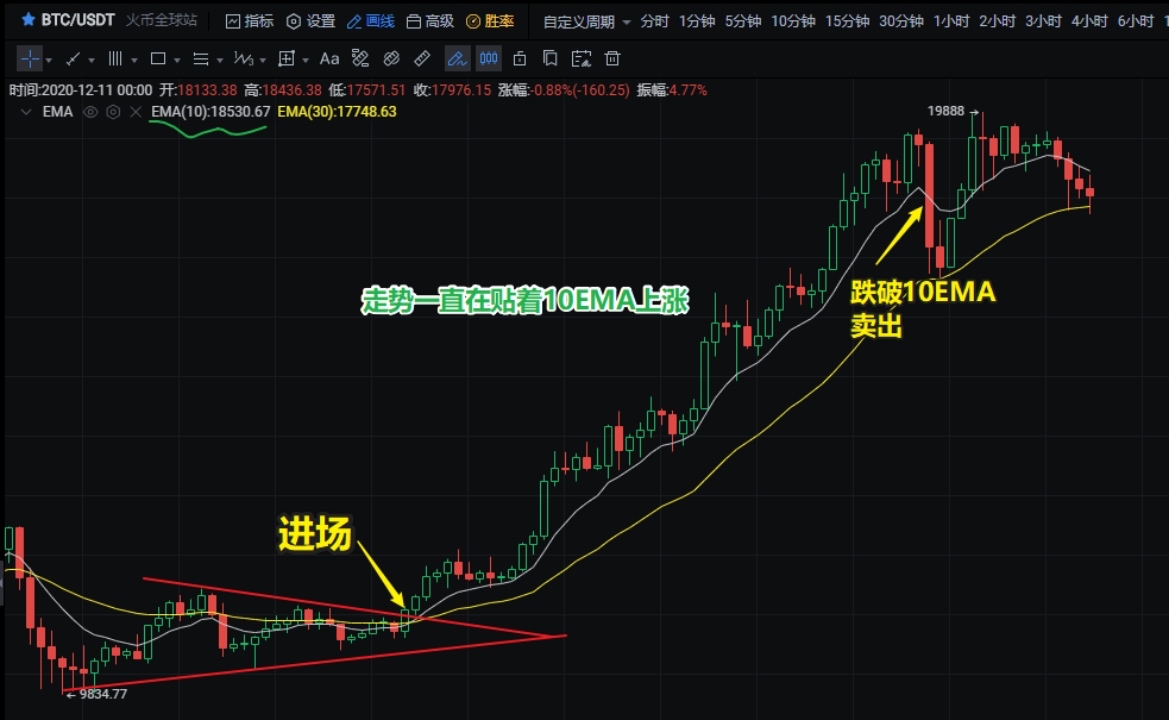 BTC/USDT 火币全球站 指标 设置 画线 高级 胜率 自定义周期 分时 1分钟 5分钟 10分钟 15分钟 30分钟 1小时 2小时 3小时 4小时 6小时
Aa
时间:2020-12-11 00:00 开:18133.38 高:18436.38 低:17571.51 收:17976.15 涨幅:-0.88%(-160.25) 振幅:4.77%
EMA EMA(10):18530.67 EMA(30):17748.63
19888
走势一直在贴着10EMA上涨
跌破10EMA
卖出
进场
9834.77